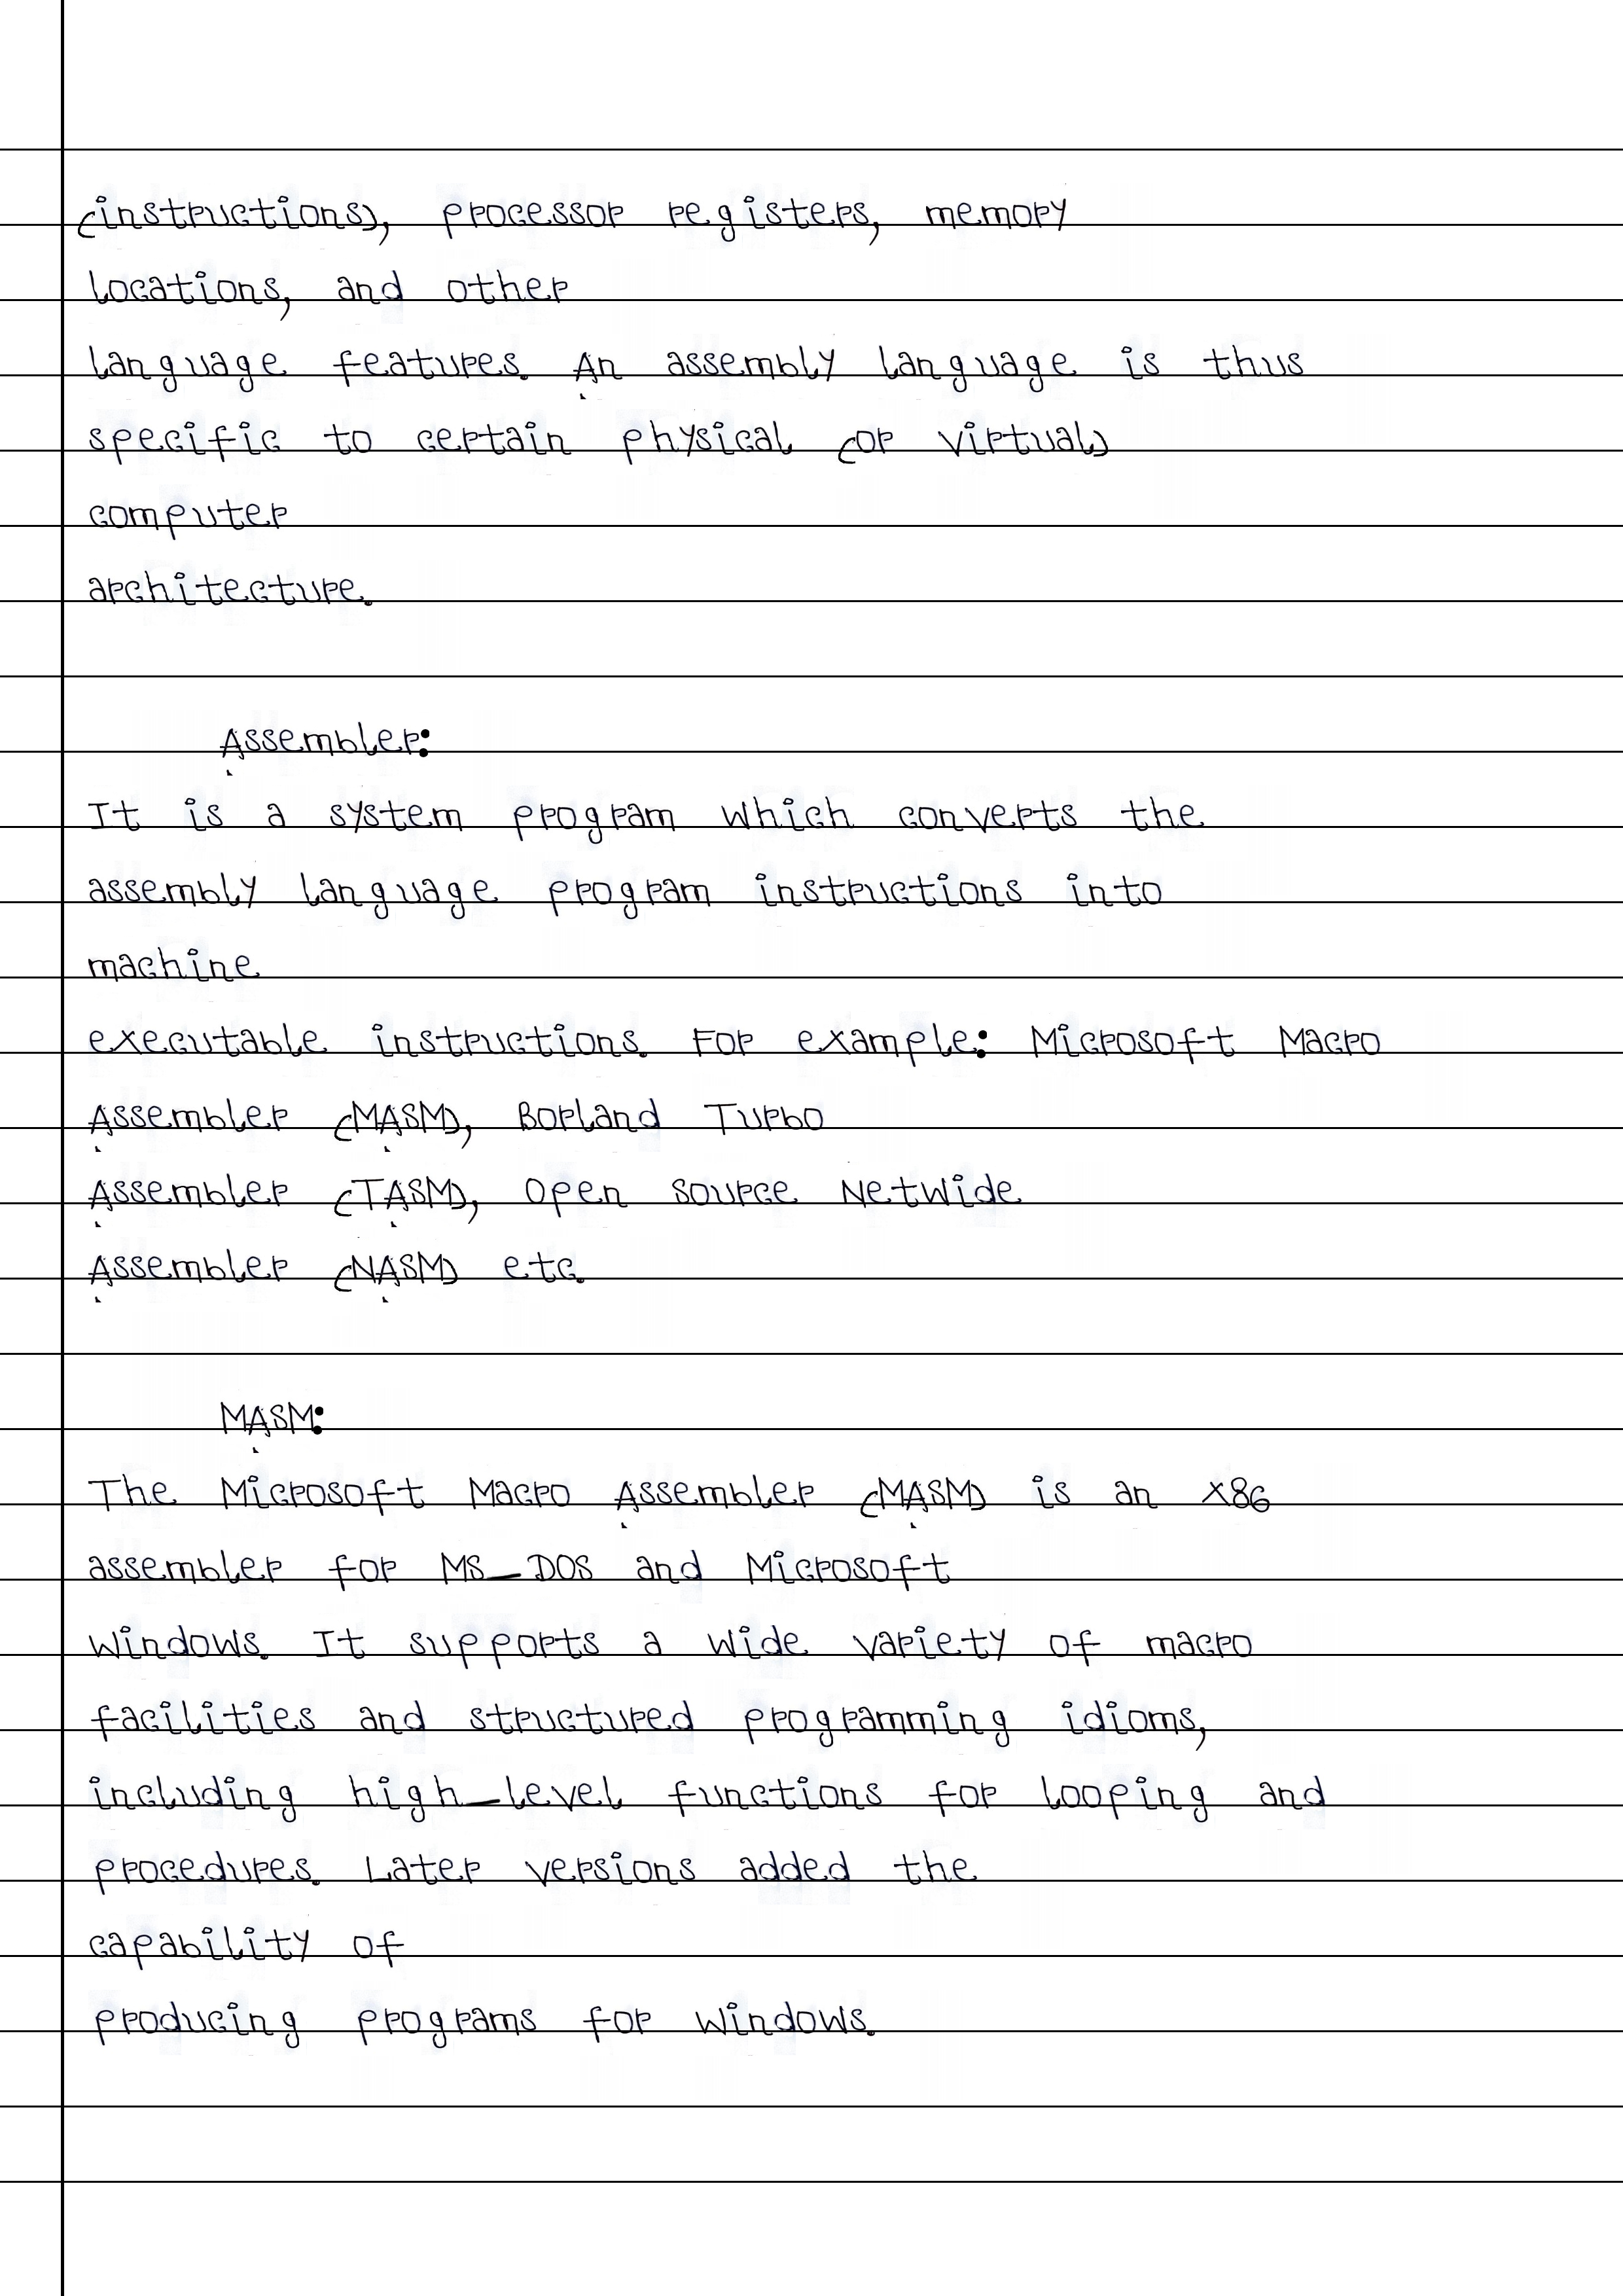 (instructions), processor registers, memory
locations, and other
language features. An assembly language is thus
specific to certain physical (or virtual)
computer
architecture.
Assembler:
It is a system program which converts the
assembly language program instructions into
machine
executable instructions. For example: Microsoft Macro
Assembler (MASM), Borland Turbo
Assembler (TASM), Open source NetWide
Assembler (NASM) etc.
MASM:
The Microsoft Macro Assembler (MASM) is an x86
assembler for MS-DOS and Microsoft
Windows. It supports a wide variety of macro
facilities and structured programming idioms,
including high-level functions for looping and
procedures. Later versions added the
capability of
producing programs for Windows.